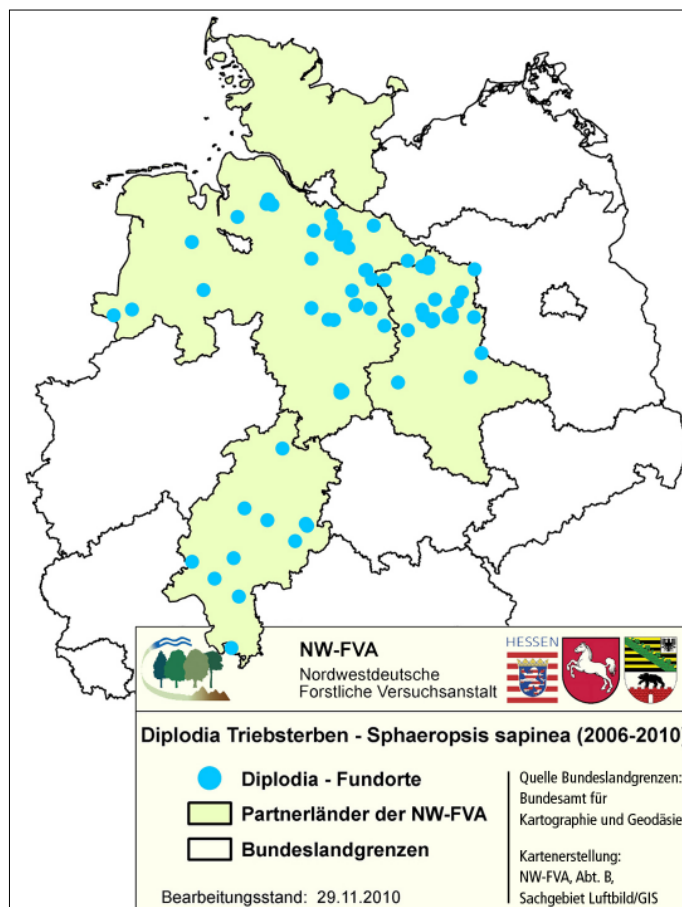 NW-FVA
Nordwestdeutsche
Forstliche Versuchsanstalt
HESSEN
Diplodia Triebsterben - Sphaeropsis sapinea (2006-2010)
Diplodia - Fundorte
Partnerländer der NW-FVA
Bundeslandgrenzen
Bearbeitungsstand: 29.11.2010
Quelle Bundeslandgrenzen:
Bundesamt für
Kartographie und Geodäsie
Kartenerstellung:
NW-FVA, Abt. B,
Sachgebiet Luftbild/GIS